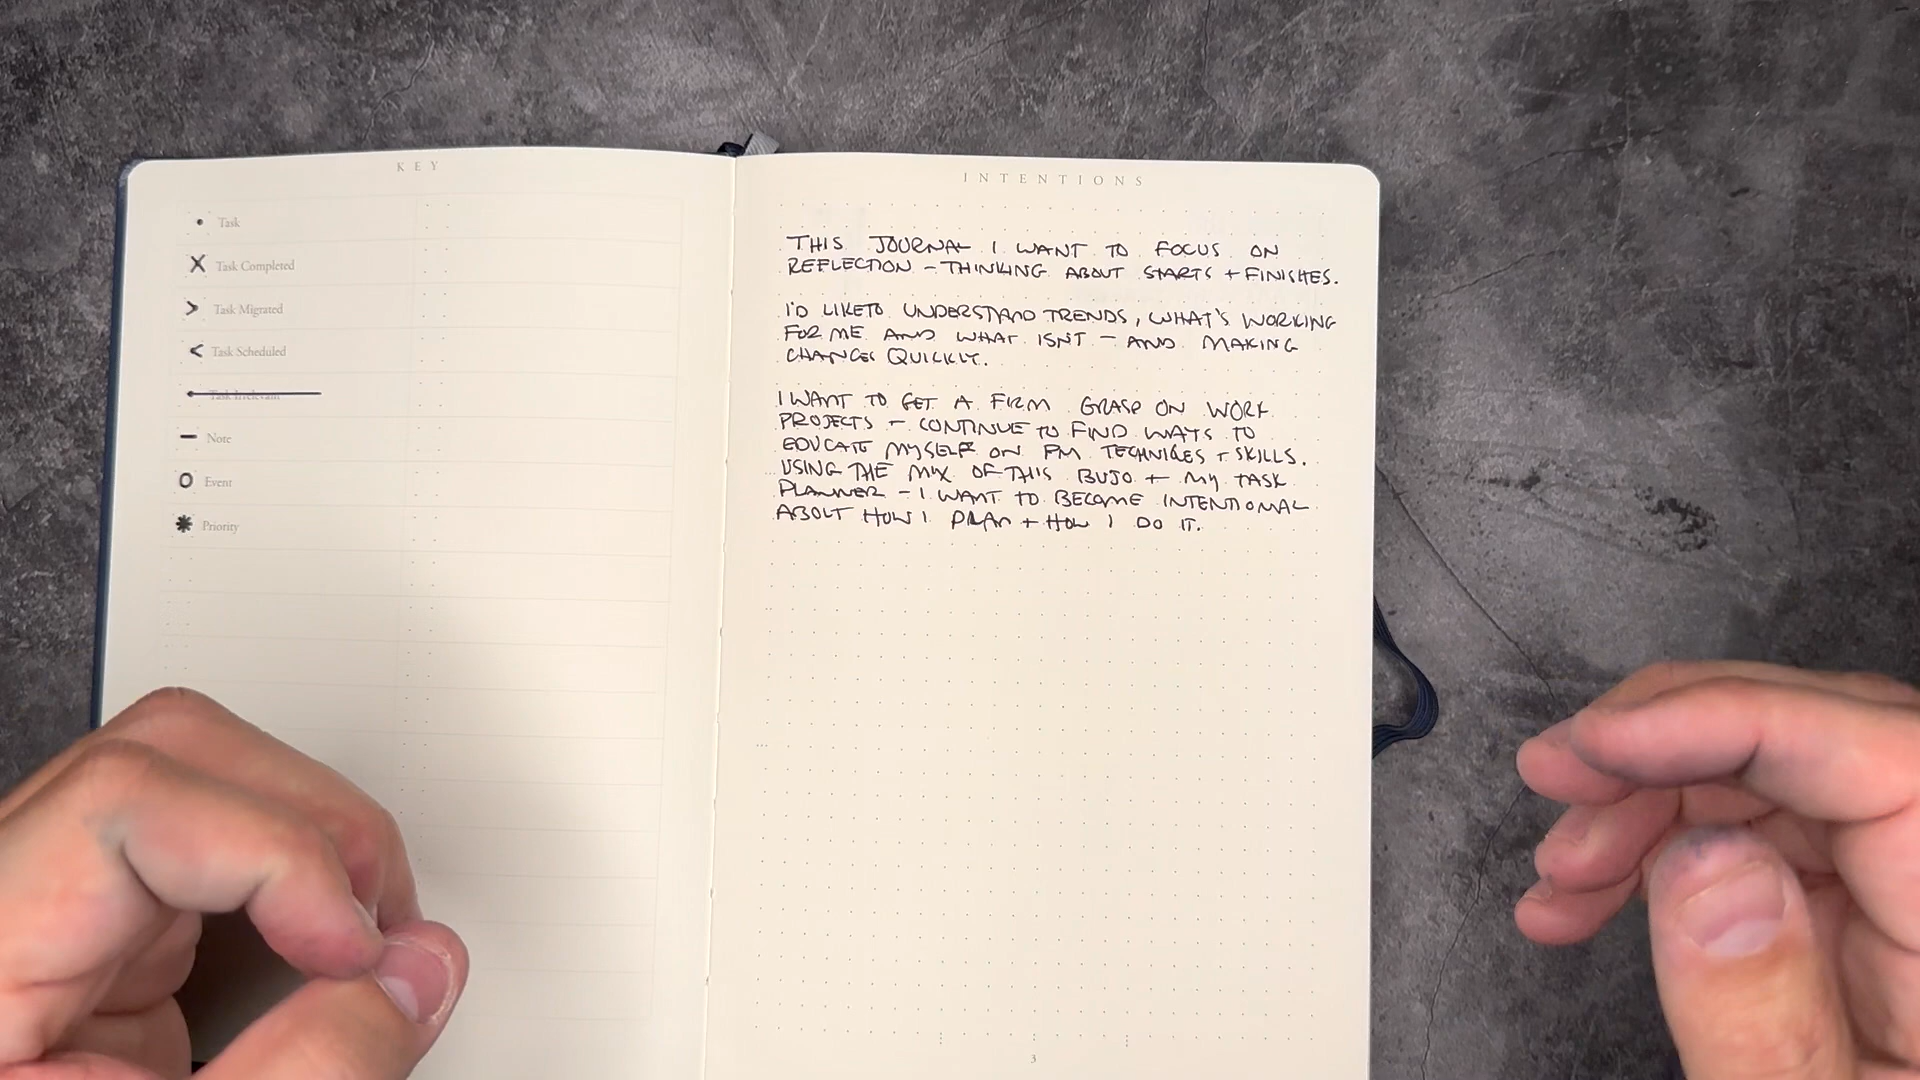 KEY
• Task
X Task Completed
> Task Migrated
< Task Scheduled
• Task Irrelevant
– Note
O Event
* Priority
INTENTIONS
THIS JOURNAL I WANT TO FOCUS ON
REFLECTION – THINKING ABOUT STARTS + FINISHES.
I'D LIKE TO UNDERSTAND TRENDS, WHAT'S WORKING
FOR ME AND WHAT ISN'T – AND MAKING
CHANGES QUICKLY.
I WANT TO GET A FIRM GRASP ON WORK
PROJECTS – CONTINUE TO FIND WAYS TO
EDUCATE MYSELF ON PM TECHNIQUES + SKILLS.
USING THE MIX OF THIS BUJO + MY TASK
PLANNER – I WANT TO BECOME INTENTIONAL
ABOUT HOW I PLAN + HOW I DO IT.
3